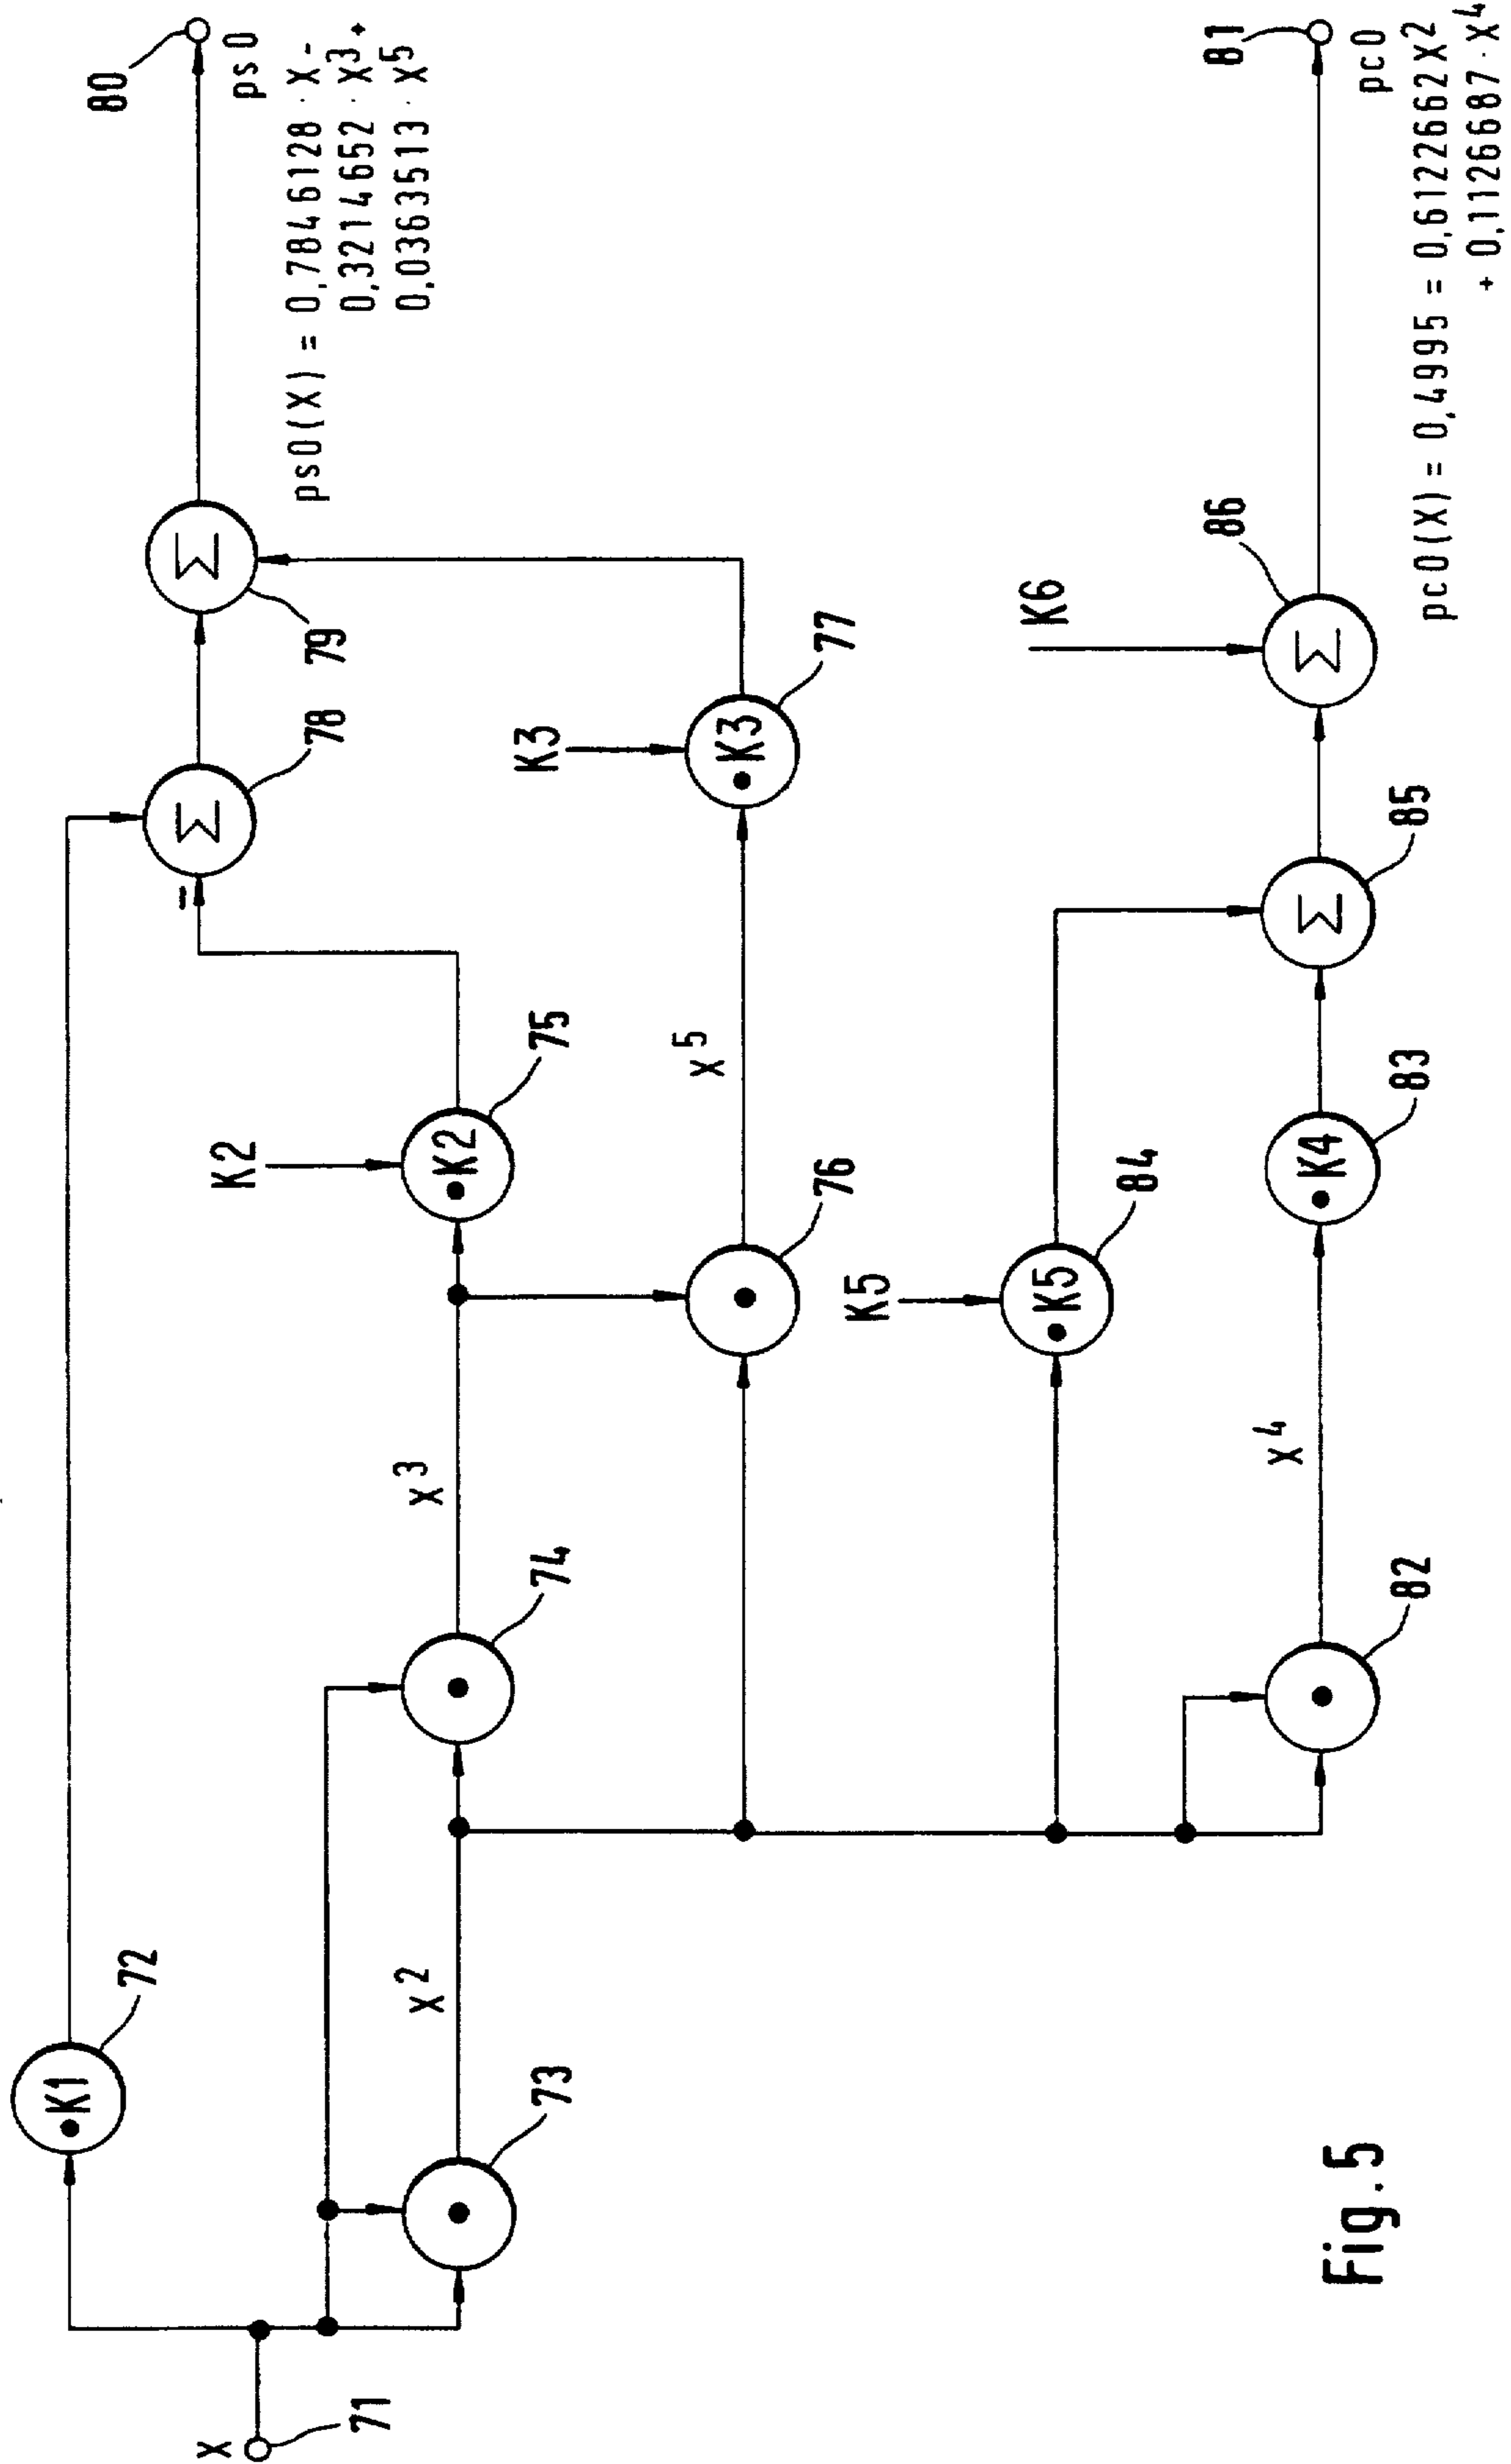 80
ps0
ps0(X) = 0,7846128 · X -
0,3214652 · X3 +
0,0363513 · X5
79
78
K3
•K3
77
Σ
Σ
K2
•K2
75
X5
76
X3
74
X2
73
•K1
72
X
71
81
pc0
pc0(X) = 0,4995 = 0,6122662X2
+ 0,1126687 · X4
K6
Σ
86
Σ
85
K5
•K5
84
•K4
83
X4
82
Fig.5